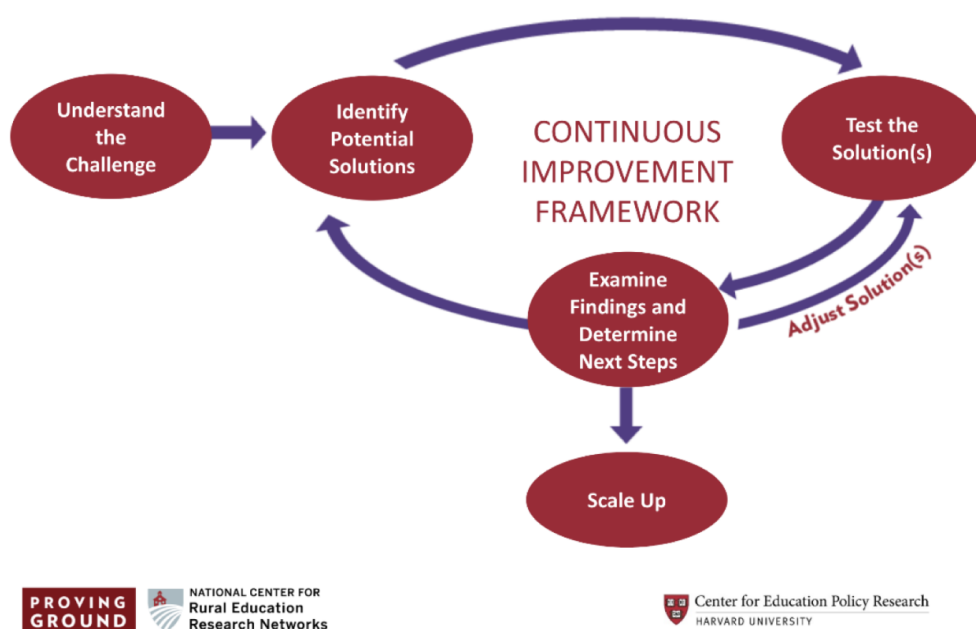 Understand
the
Challenge
Identify
Potential
Solutions
CONTINUOUS
IMPROVEMENT
FRAMEWORK
Test the
Solution(s)
Examine
Findings and
Determine
Next Steps
Adjust Solution(s)
Scale Up
PROVING
GROUND
NATIONAL CENTER FOR
Rural Education
Research Networks
Center for Education Policy Research
HARVARD UNIVERSITY